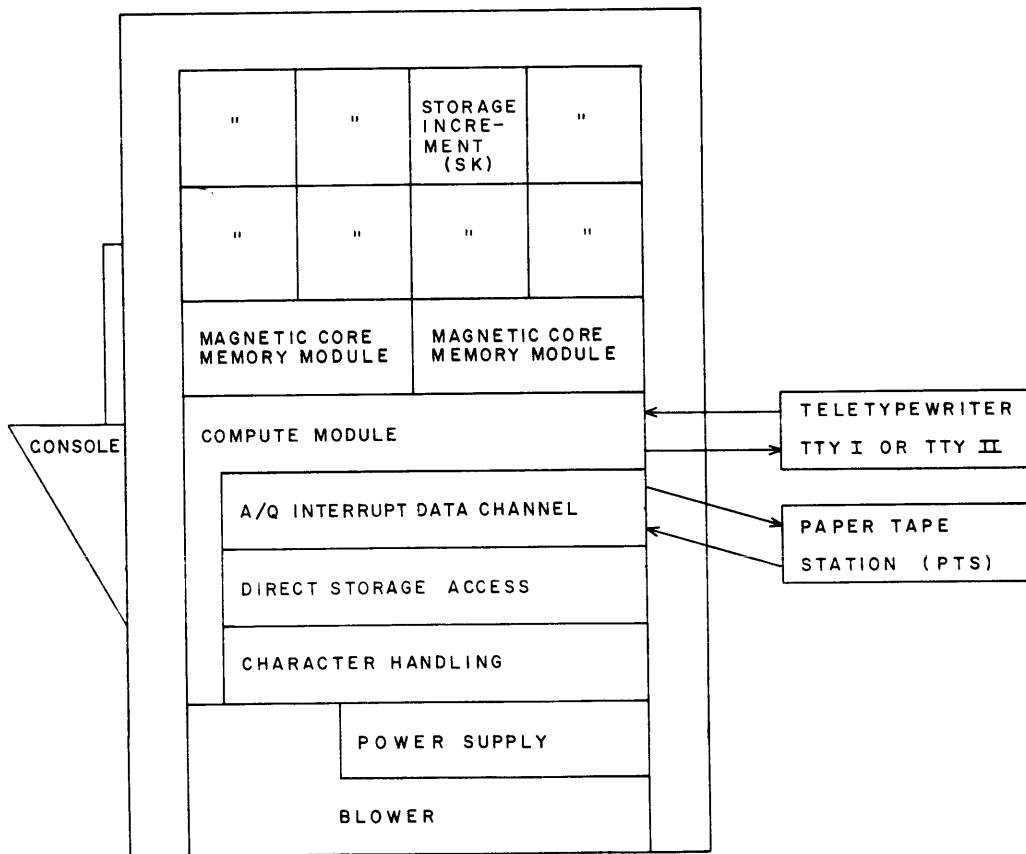 " " STORAGE "
INCRE-
MENT
(SK)
" " " "
MAGNETIC CORE
MEMORY MODULE
MAGNETIC CORE
MEMORY MODULE
COMPUTE MODULE
CONSOLE
A/Q INTERRUPT DATA CHANNEL
DIRECT STORAGE ACCESS
CHARACTER HANDLING
POWER SUPPLY
BLOWER
TELETYPEWRITER
TTY I OR TTY II
PAPER TAPE
STATION (PTS)